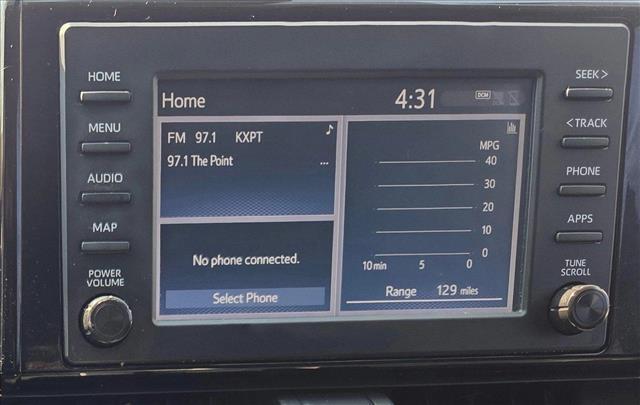 HOME
MENU
AUDIO
MAP
POWER
VOLUME
Home 4:31 DCM
FM 97.1 KXPT
97.1 The Point ...
No phone connected.
Select Phone
MPG
40
30
20
10
0
10 min 5 0
Range 129 miles
SEEK >
< TRACK
PHONE
APPS
TUNE
SCROLL